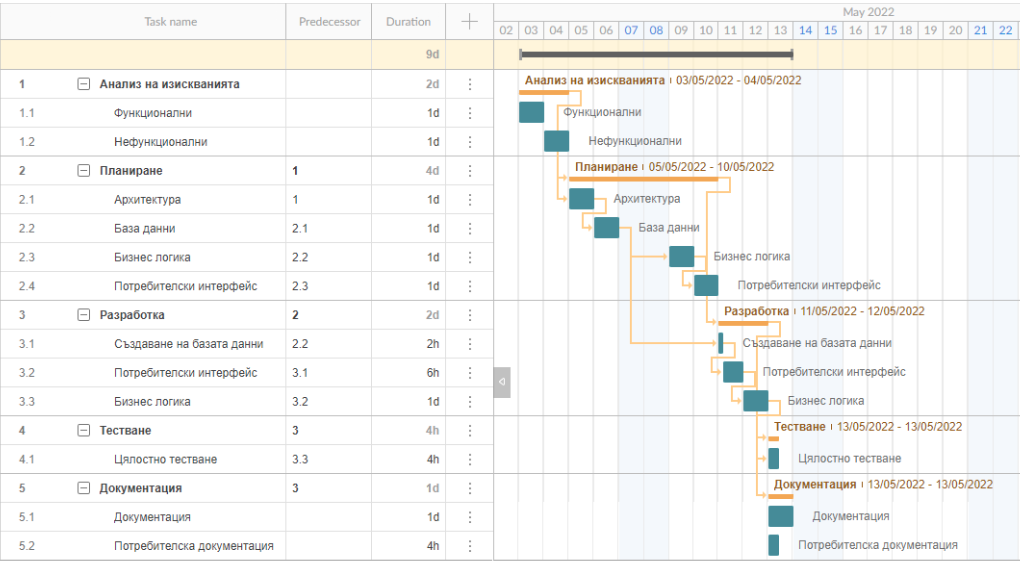 Task name Predecessor Duration
May 2022
02 03 04 05 06 07 08 09 10 11 12 13 14 15 16 17 18 19 20 21 22
9d
1 Анализ на изискванията 2d Анализ на изискванията 03/05/2022 - 04/05/2022
1.1 Функционални 1d Функционални
1.2 Нефункционални 1d Нефункционални
2 Планиране 1 4d Планиране 05/05/2022 - 10/05/2022
2.1 Архитектура 1 1d Архитектура
2.2 База данни 2.1 1d База данни
2.3 Бизнес логика 2.2 1d Бизнес логика
2.4 Потребителски интерфейс 2.3 1d Потребителски интерфейс
3 Разработка 2 2d Разработка 11/05/2022 - 12/05/2022
3.1 Създаване на базата данни 2.2 2h Създаване на базата данни
3.2 Потребителски интерфейс 3.1 6h Потребителски интерфейс
3.3 Бизнес логика 3.2 1d Бизнес логика
4 Тестване 3 4h Тестване 13/05/2022 - 13/05/2022
4.1 Цялостно тестване 3.3 4h Цялостно тестване
5 Документация 3 1d Документация 13/05/2022 - 13/05/2022
5.1 Документация 1d Документация
5.2 Потребителска документация 4h Потребителска документация